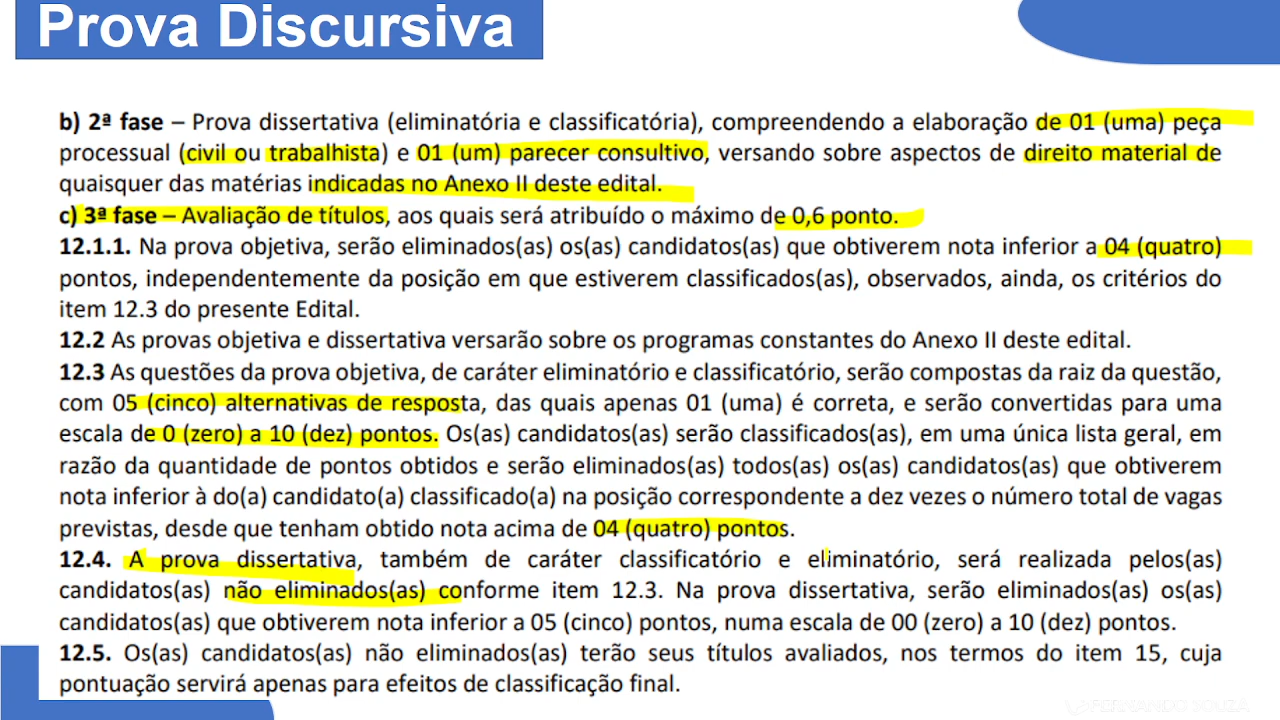 Prova Discursiva
b) 2ª fase – Prova dissertativa (eliminatória e classificatória), compreendendo a elaboração de 01 (uma) peça
processual (civil ou trabalhista) e 01 (um) parecer consultivo, versando sobre aspectos de direito material de
quaisquer das matérias indicadas no Anexo II deste edital.
c) 3ª fase – Avaliação de títulos, aos quais será atribuído o máximo de 0,6 ponto.
12.1.1. Na prova objetiva, serão eliminados(as) os(as) candidatos(as) que obtiverem nota inferior a 04 (quatro)
pontos, independentemente da posição em que estiverem classificados(as), observados, ainda, os critérios do
item 12.3 do presente Edital.
12.2 As provas objetiva e dissertativa versarão sobre os programas constantes do Anexo II deste edital.
12.3 As questões da prova objetiva, de caráter eliminatório e classificatório, serão compostas da raiz da questão,
com 05 (cinco) alternativas de resposta, das quais apenas 01 (uma) é correta, e serão convertidas para uma
escala de 0 (zero) a 10 (dez) pontos. Os(as) candidatos(as) serão classificados(as), em uma única lista geral, em
razão da quantidade de pontos obtidos e serão eliminados(as) todos(as) os(as) candidatos(as) que obtiverem
nota inferior à do(a) candidato(a) classificado(a) na posição correspondente a dez vezes o número total de vagas
previstas, desde que tenham obtido nota acima de 04 (quatro) pontos.
12.4. A prova dissertativa, também de caráter classificatório e eliminatório, será realizada pelos(as)
candidatos(as) não eliminados(as) conforme item 12.3. Na prova dissertativa, serão eliminados(as) os(as)
candidatos(as) que obtiverem nota inferior a 05 (cinco) pontos, numa escala de 00 (zero) a 10 (dez) pontos.
12.5. Os(as) candidatos(as) não eliminados(as) terão seus títulos avaliados, nos termos do item 15, cuja
pontuação servirá apenas para efeitos de classificação final.
FERNANDO SOUZA